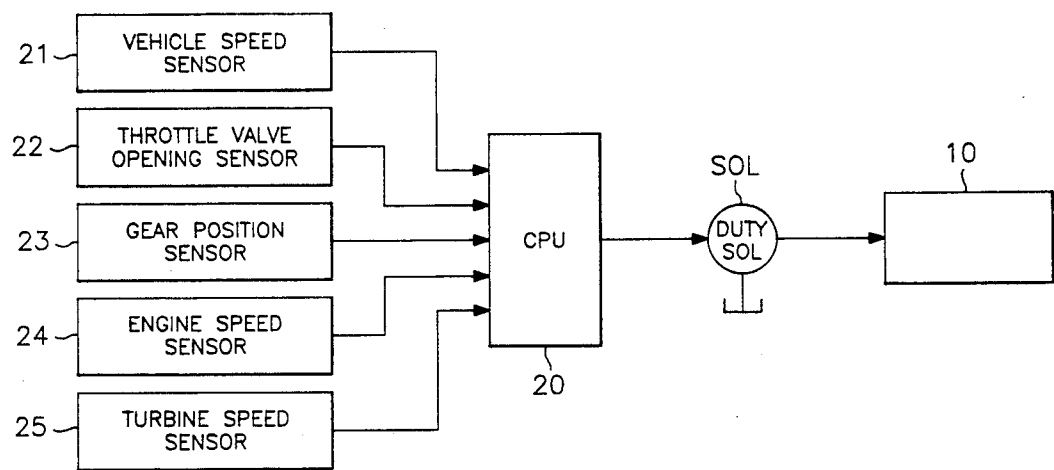 21
VEHICLE SPEED
SENSOR
22
THROTTLE VALVE
OPENING SENSOR
23
GEAR POSITION
SENSOR
24
ENGINE SPEED
SENSOR
25
TURBINE SPEED
SENSOR
CPU
20
SOL
DUTY
SOL
10